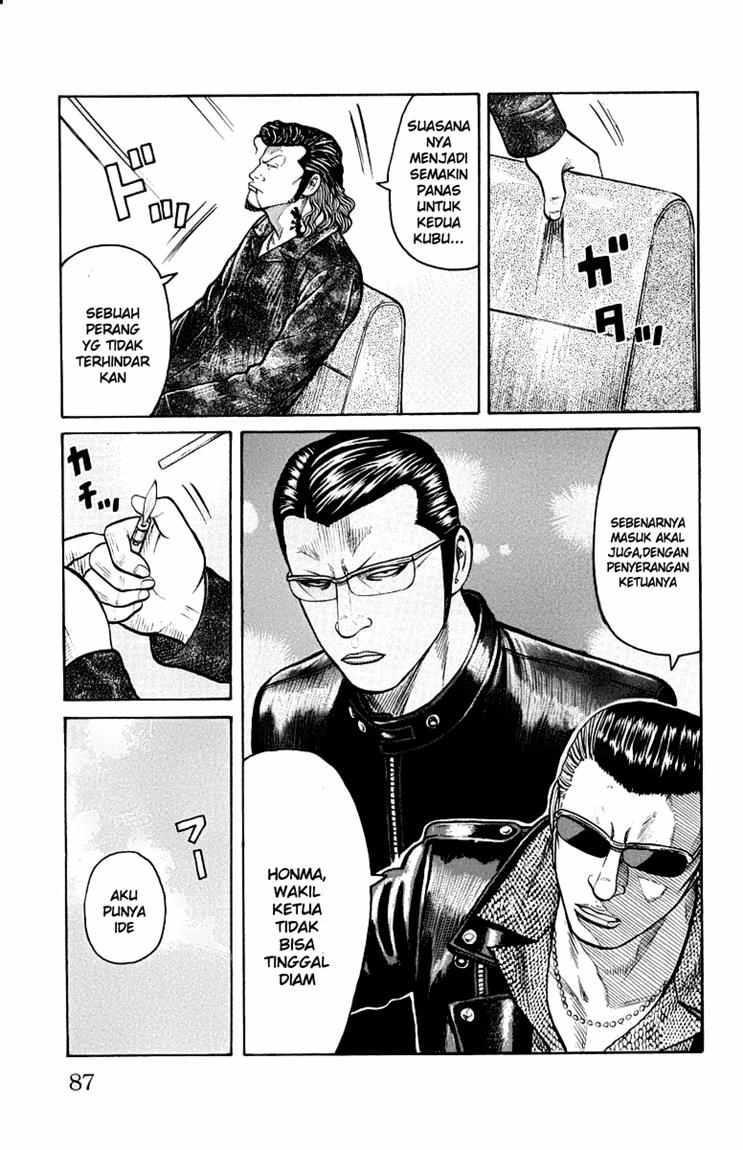 ガタッ
SUASANA
NYA
MENJADI
SEMAKIN
PANAS
UNTUK
KEDUA
KUBU...
ドッ
SEBUAH
PERANG
YG TIDAK
TERHINDAR
KAN
SEBENARNYA
MASUK AKAL
JUGA,DENGAN
PENYERANGAN
KETUANYA
HONMA,
WAKIL
KETUA
TIDAK
BISA
TINGGAL
DIAM
カチッ
フー
AKU
PUNYA
IDE
87